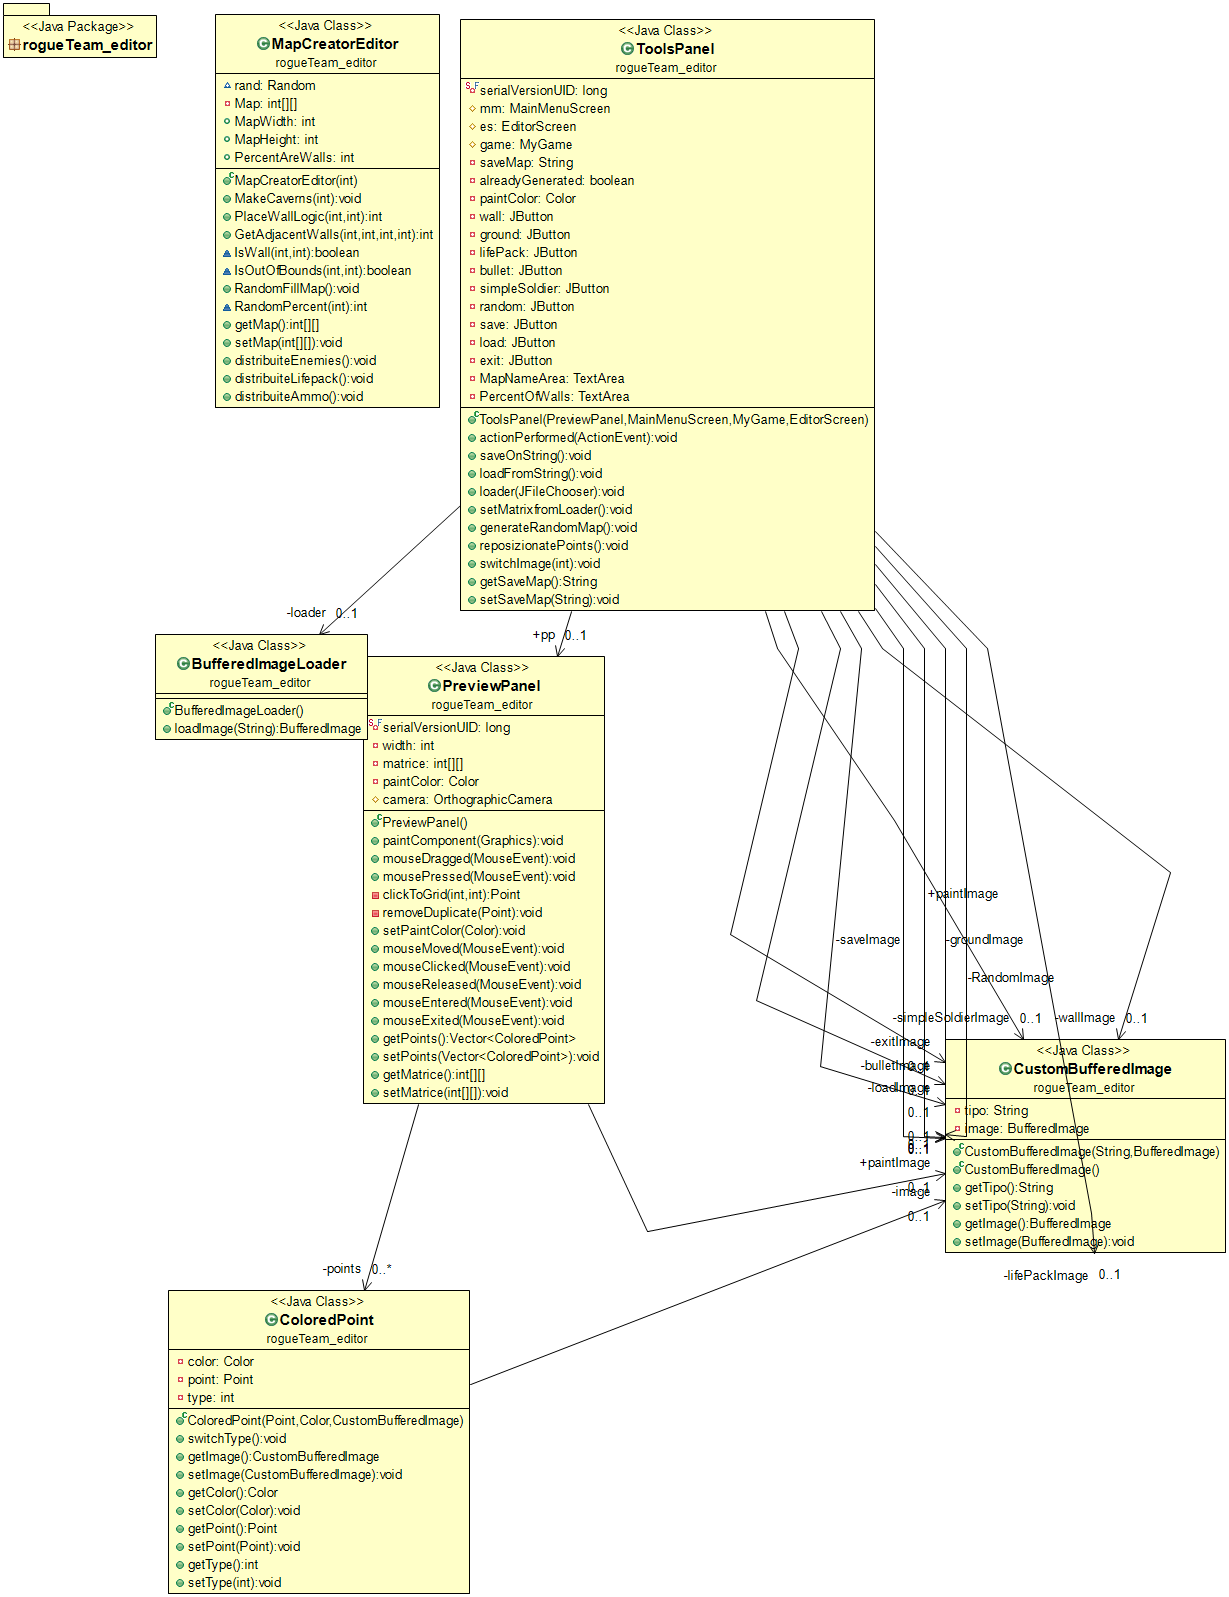 <<Java Package>>
rogueTeam_editor
<<Java Class>>
MapCreatorEditor
rogueTeam_editor
rand: Random
Map: int[][]
MapWidth: int
MapHeight: int
PercentAreWalls: int
MapCreatorEditor(int)
MakeCaverns(int):void
PlaceWallLogic(int,int):int
GetAdjacentWalls(int,int,int,int):int
IsWall(int,int):boolean
IsOutOfBounds(int,int):boolean
RandomFillMap():void
RandomPercent(int):int
getMap():int[][]
setMap(int[][]):void
distribuiteEnemies():void
distribuiteLifepack():void
distribuiteAmmo():void
<<Java Class>>
ToolsPanel
rogueTeam_editor
serialVersionUID: long
mm: MainMenuScreen
es: EditorScreen
game: MyGame
saveMap: String
alreadyGenerated: boolean
paintColor: Color
wall: JButton
ground: JButton
lifePack: JButton
bullet: JButton
simpleSoldier: JButton
random: JButton
save: JButton
load: JButton
exit: JButton
MapNameArea: TextArea
PercentOfWalls: TextArea
ToolsPanel(PreviewPanel,MainMenuScreen,MyGame,EditorScreen)
actionPerformed(ActionEvent):void
saveOnString():void
loadFromString():void
loader(JFileChooser):void
setMatrixfromLoader():void
generateRandomMap():void
reposizionatePoints():void
switchImage(int):void
getSaveMap():String
setSaveMap(String):void
-loader 0..1
+pp 0..1
<<Java Class>>
BufferedImageLoader
rogueTeam_editor
BufferedImageLoader()
loadImage(String):BufferedImage
<<Java Class>>
PreviewPanel
rogueTeam_editor
serialVersionUID: long
width: int
matrice: int[][]
paintColor: Color
camera: OrthographicCamera
PreviewPanel()
paintComponent(Graphics):void
mouseDragged(MouseEvent):void
mousePressed(MouseEvent):void
clickToGrid(int,int):Point
removeDuplicate(Point):void
setPaintColor(Color):void
mouseMoved(MouseEvent):void
mouseClicked(MouseEvent):void
mouseReleased(MouseEvent):void
mouseEntered(MouseEvent):void
mouseExited(MouseEvent):void
getPoints():Vector<ColoredPoint>
setPoints(Vector<ColoredPoint>):void
getMatrice():int[][]
setMatrice(int[][]):void
+paintImage
-saveImage
-groundImage
-RandomImage
-simpleSoldierImage 0..1
-wallImage 0..1
-exitImage
-bulletImage
-loadImage
0..1
0..1
+paintImage
0..1
-image
0..1
<<Java Class>>
CustomBufferedImage
rogueTeam_editor
tipo: String
image: BufferedImage
CustomBufferedImage(String,BufferedImage)
CustomBufferedImage()
getTipo():String
setTipo(String):void
getImage():BufferedImage
setImage(BufferedImage):void
-lifePackImage 0..1
-points 0..*
<<Java Class>>
ColoredPoint
rogueTeam_editor
color: Color
point: Point
type: int
ColoredPoint(Point,Color,CustomBufferedImage)
switchType():void
getImage():CustomBufferedImage
setImage(CustomBufferedImage):void
getColor():Color
setColor(Color):void
getPoint():Point
setPoint(Point):void
getType():int
setType(int):void